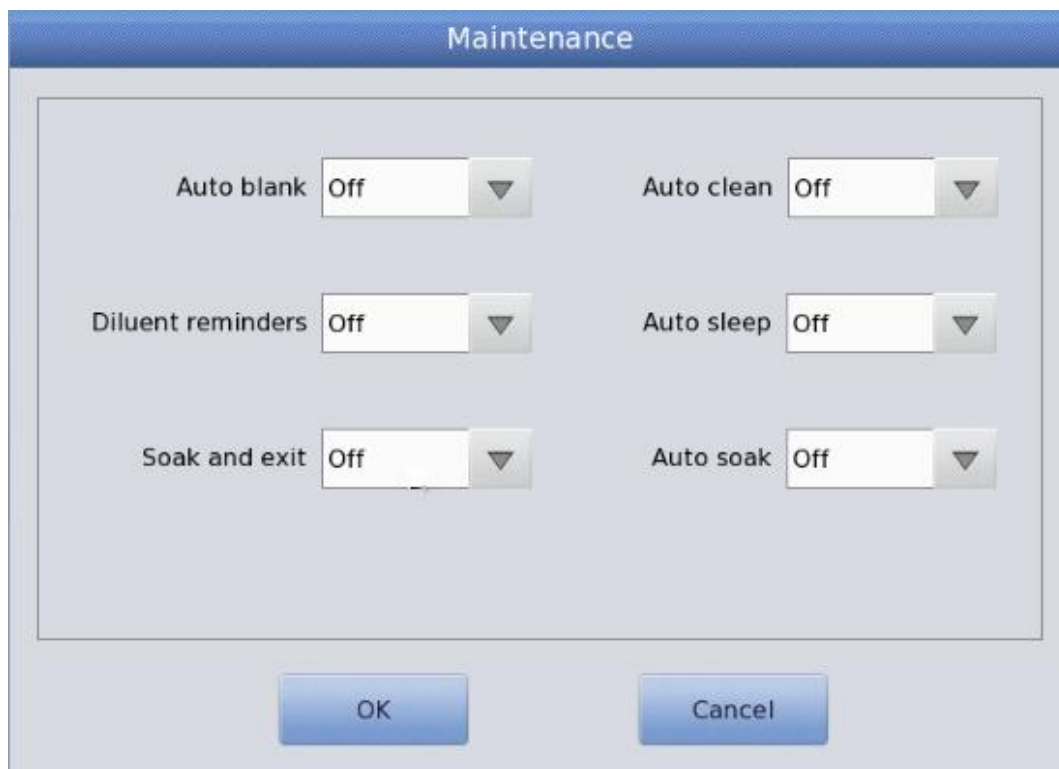 Maintenance
Auto blank Off Auto clean Off
Diluent reminders Off Auto sleep Off
Soak and exit Off Auto soak Off
OK Cancel